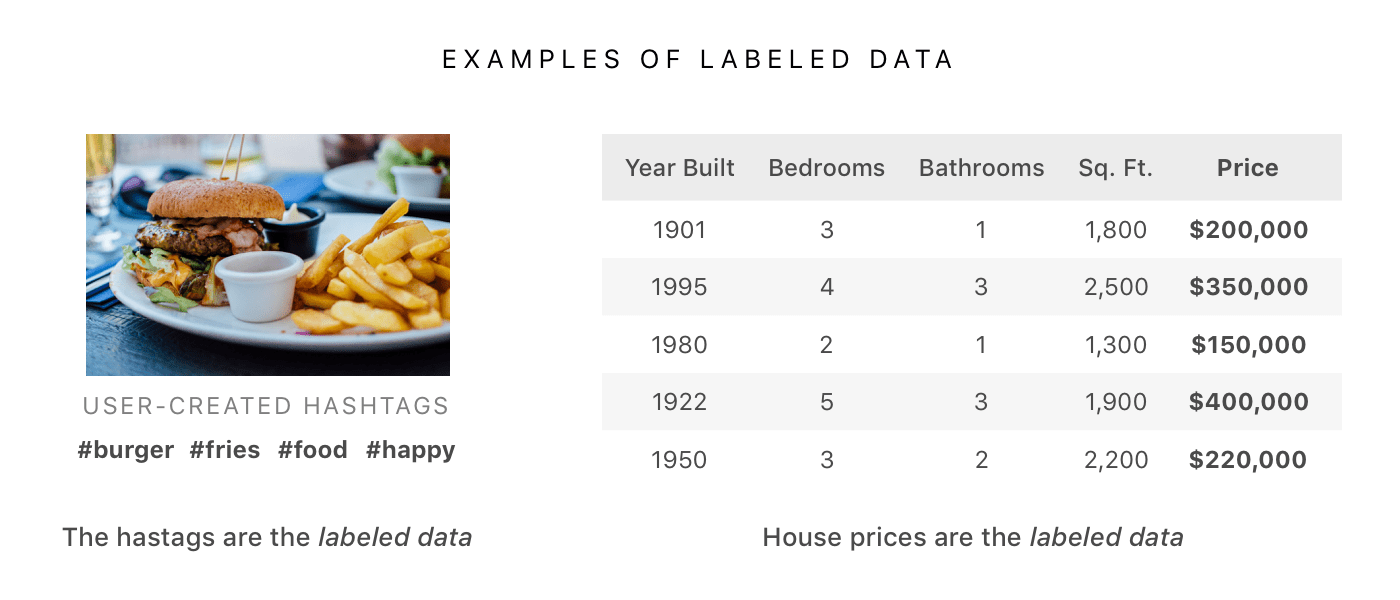 EXAMPLES OF LABELED DATA
USER-CREATED HASHTAGS
#burger #fries #food #happy
The hastags are the labeled data
Year Built Bedrooms Bathrooms Sq. Ft. Price
1901 3 1 1,800 $200,000
1995 4 3 2,500 $350,000
1980 2 1 1,300 $150,000
1922 5 3 1,900 $400,000
1950 3 2 2,200 $220,000
House prices are the labeled data